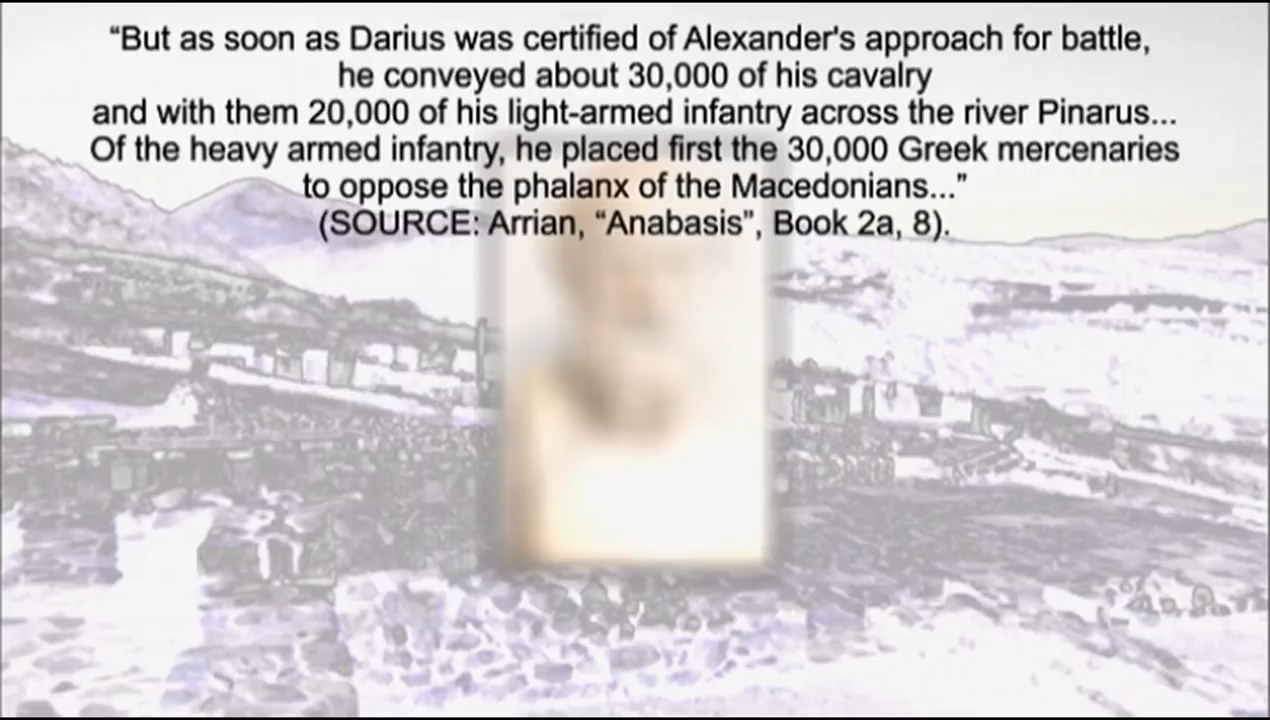 “But as soon as Darius was certified of Alexander's approach for battle,
he conveyed about 30,000 of his cavalry
and with them 20,000 of his light-armed infantry across the river Pinarus...
Of the heavy armed infantry, he placed first the 30,000 Greek mercenaries
to oppose the phalanx of the Macedonians...”
(SOURCE: Arrian, “Anabasis”, Book 2a, 8).